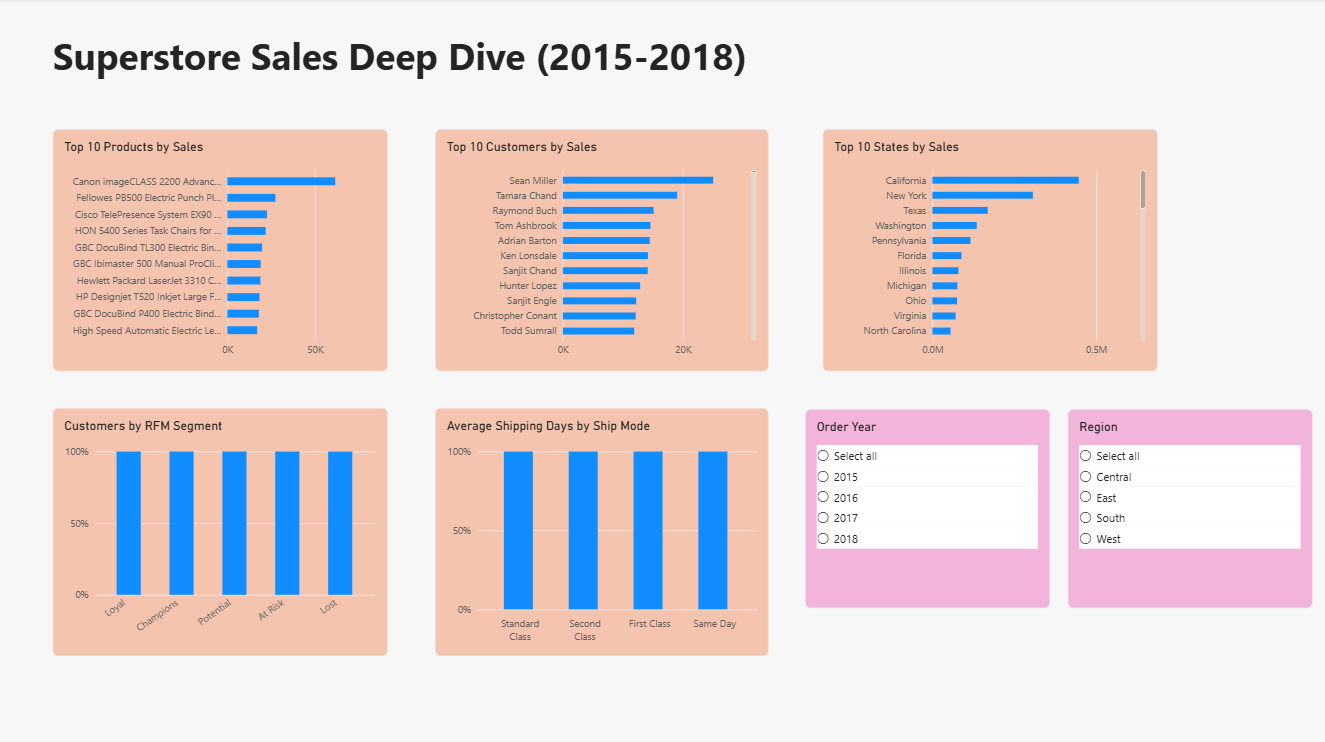 Superstore Sales Deep Dive (2015-2018)
Top 10 Products by Sales
Canon imageCLASS 2200 Advanc...
Fellowes PB500 Electric Punch Pl...
Cisco TelePresence System EX90 ...
HON 5400 Series Task Chairs for ...
GBC DocuBind TL300 Electric Bin...
GBC Ibimaster 500 Manual ProCli...
Hewlett Packard LaserJet 3310 C...
HP Designjet T520 Inkjet Large F...
GBC DocuBind P400 Electric Bind...
High Speed Automatic Electric Le...
0K 50K
Top 10 Customers by Sales
Sean Miller
Tamara Chand
Raymond Buch
Tom Ashbrook
Adrian Barton
Ken Lonsdale
Sanjit Chand
Hunter Lopez
Sanjit Engle
Christopher Conant
Todd Sumrall
0K 20K
Top 10 States by Sales
California
New York
Texas
Washington
Pennsylvania
Florida
Illinois
Michigan
Ohio
Virginia
North Carolina
0.0M 0.5M
Customers by RFM Segment
100%
50%
0%
Loyal Champions Potential At Risk Lost
Average Shipping Days by Ship Mode
100%
50%
0%
Standard Class
Second Class
First Class
Same Day
Order Year
Select all
2015
2016
2017
2018
Region
Select all
Central
East
South
West